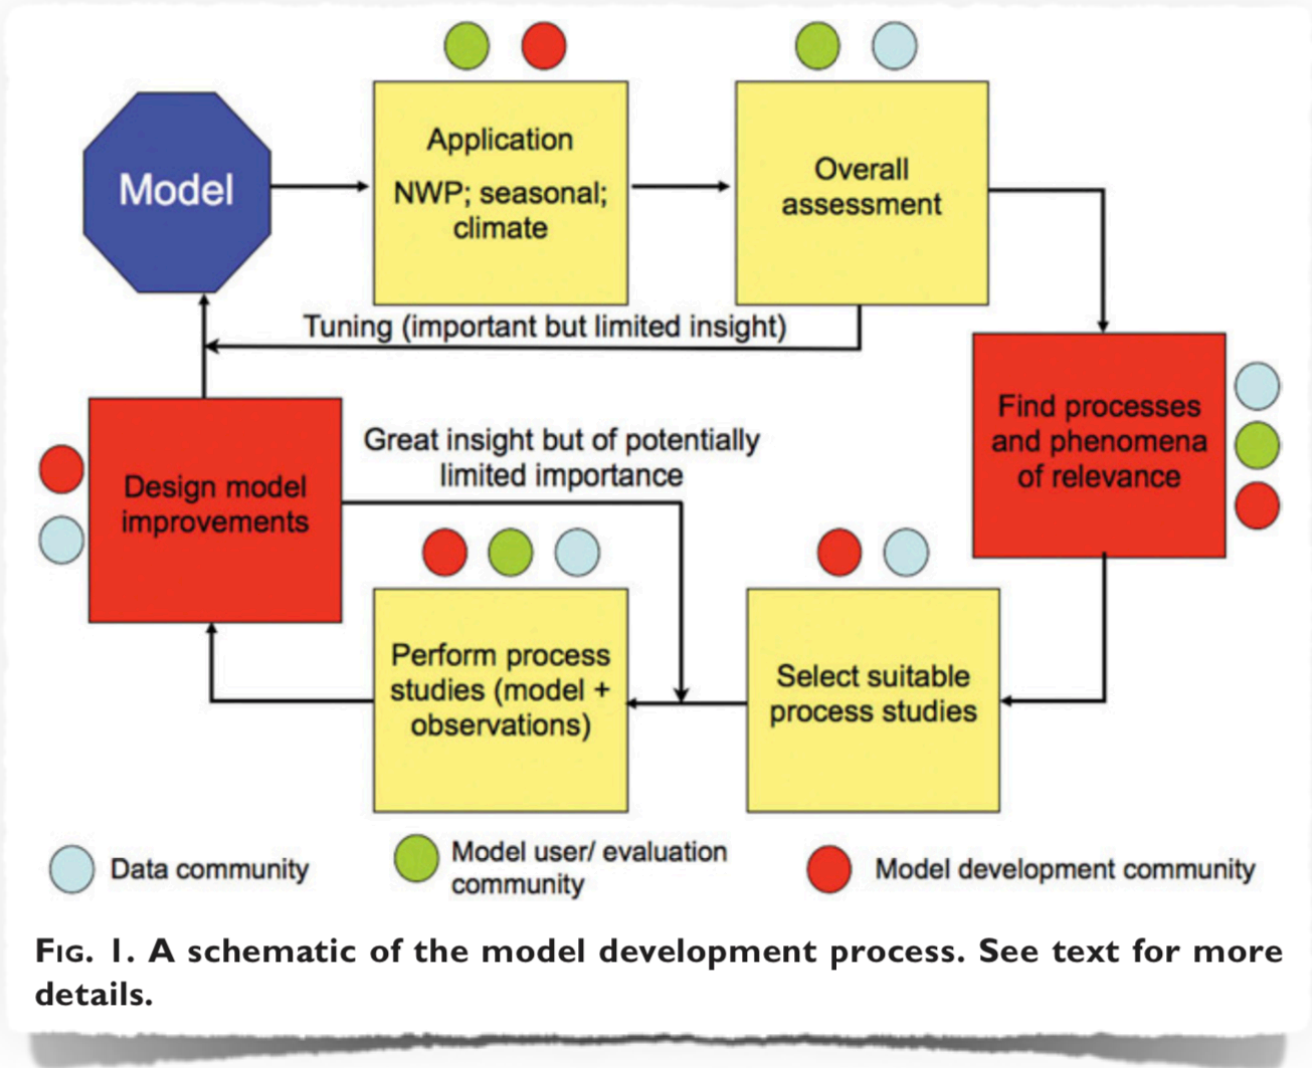 Model
Application
NWP; seasonal;
climate
Overall
assessment
Tuning (important but limited insight)
Find processes
and phenomena
of relevance
Great insight but of potentially
limited importance
Design model
improvements
Perform process
studies (model +
observations)
Select suitable
process studies
Data community
Model user/ evaluation
community
Model development community
FIG. 1. A schematic of the model development process. See text for more
details.